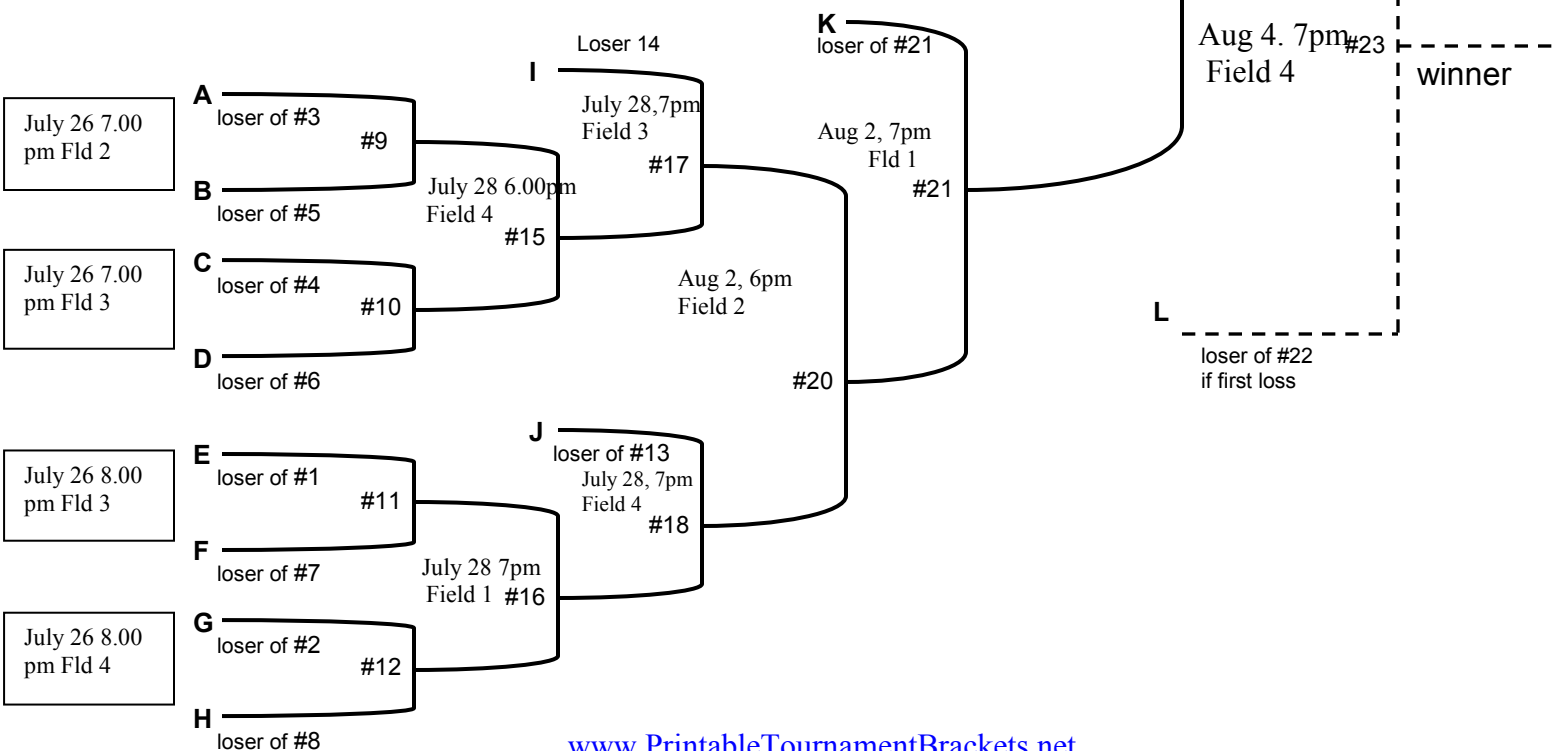 K
loser of #21
Aug 4. 7pm
#23
Field 4
winner
Loser 14
I
A
loser of #3
July 26 7.00
pm Fld 2
#9
July 28,7pm
Field 3
#17
Aug 2, 7pm
Fld 1
#21
B
loser of #5
July 28 6.00pm
Field 4
#15
C
loser of #4
July 26 7.00
pm Fld 3
#10
Aug 2, 6pm
Field 2
L
loser of #22
if first loss
D
loser of #6
#20
J
loser of #13
July 28, 7pm
Field 4
#18
E
loser of #1
July 26 8.00
pm Fld 3
#11
F
loser of #7
July 28 7pm
Field 1
#16
G
loser of #2
July 26 8.00
pm Fld 4
#12
H
loser of #8
www.PrintableTournamentBrackets.net